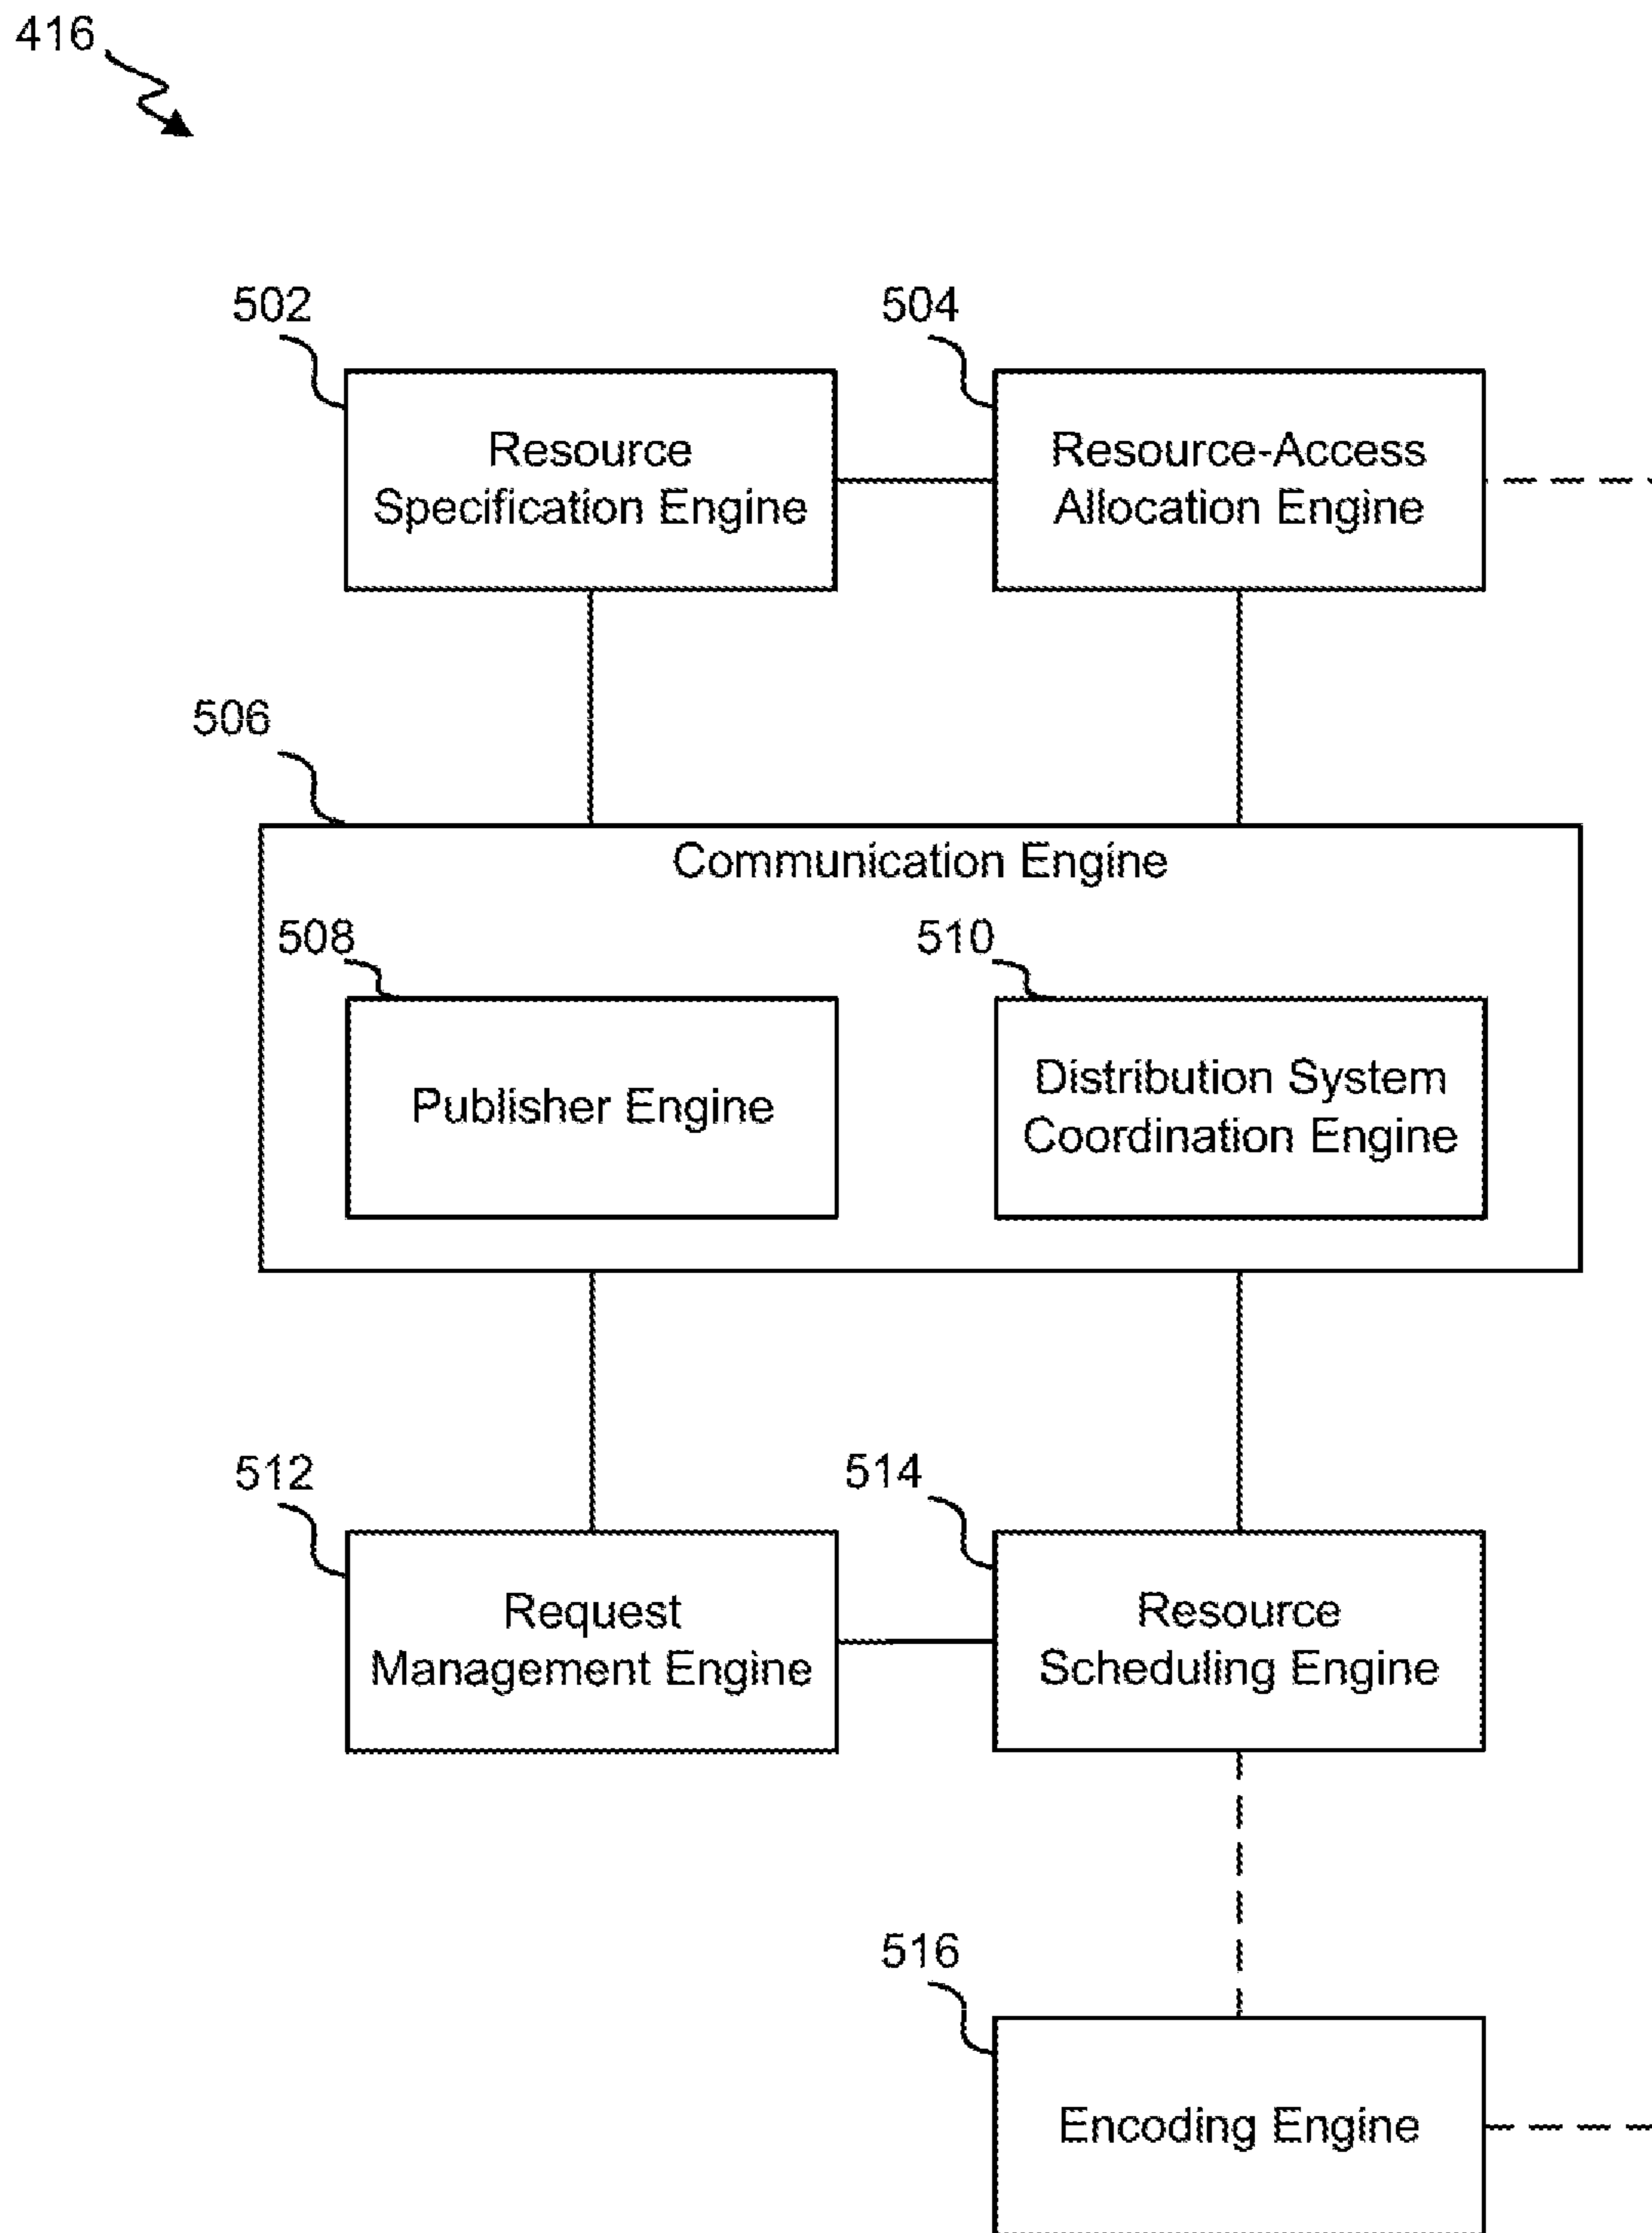 416
502
504
Resource
Specification Engine
Resource-Access
Allocation Engine
506
Communication Engine
508
510
Publisher Engine
Distribution System
Coordination Engine
512
514
Request
Management Engine
Resource
Scheduling Engine
516
Encoding Engine